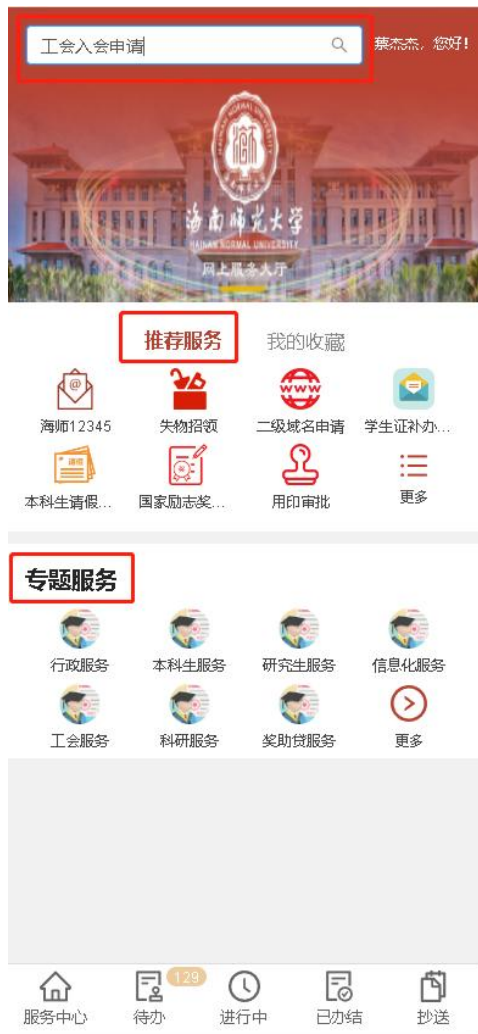 工会入会申请
蔡杰杰，您好！
海南师范大学
HAINAN NORMAL UNIVERSITY
网上服务大厅
推荐服务 我的收藏
海师12345 失物招领 二级域名申请 学生证补办...
本科生请假... 国家励志奖... 用印审批 更多
专题服务
行政服务 本科生服务 研究生服务 信息化服务
工会服务 科研服务 奖助贷服务 更多
129
服务中心 待办 进行中 已办结 抄送